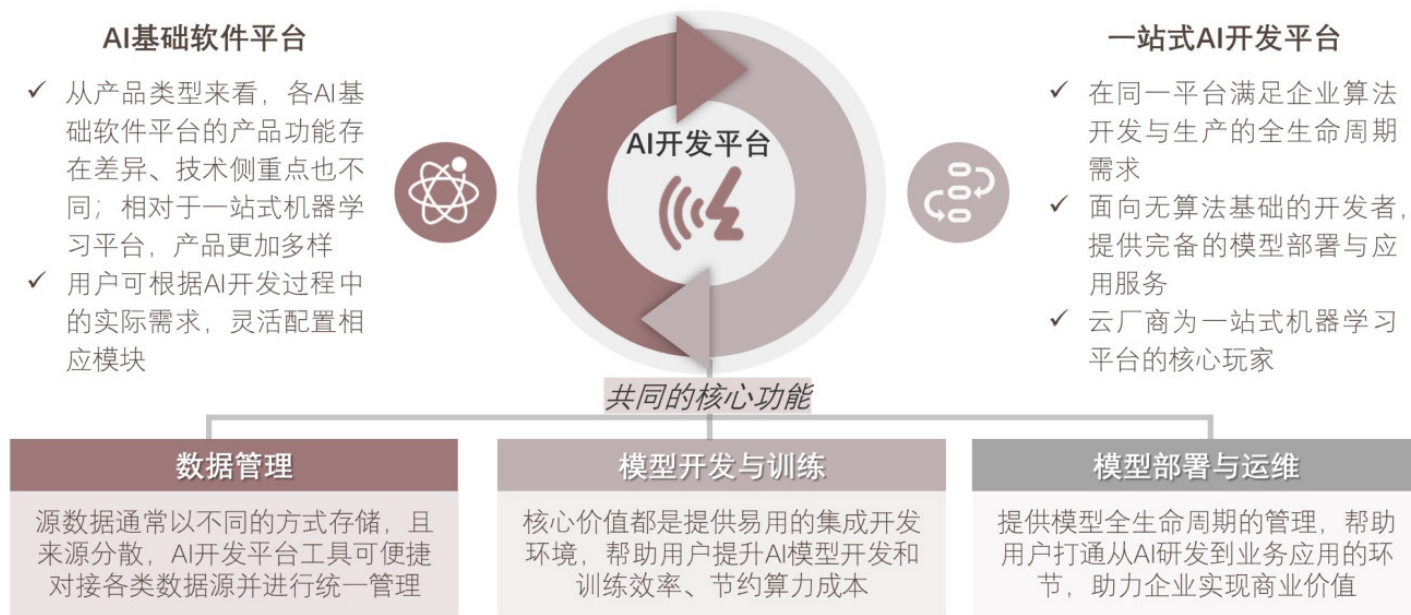 AI基础软件平台
✓ 从产品类型来看，各AI基
础软件平台的产品功能存
在差异、技术侧重点也不
同；相对于一站式机器学
习平台，产品更加多样
✓ 用户可根据AI开发过程中
的实际需求，灵活配置相
应模块
AI开发平台
一站式AI开发平台
✓ 在同一平台满足企业算法
开发与生产的全生命周期
需求
✓ 面向无算法基础的开发者，
提供完备的模型部署与应
用服务
✓ 云厂商为一站式机器学习
平台的核心玩家
共同的核心功能
数据管理
源数据通常以不同的方式存储，且
来源分散，AI开发平台工具可便捷
对接各类数据源并进行统一管理
模型开发与训练
核心价值都是提供易用的集成开发
环境，帮助用户提升AI模型开发和
训练效率、节约算力成本
模型部署与运维
提供模型全生命周期的管理，帮助
用户打通从AI研发到业务应用的环
节，助力企业实现商业价值